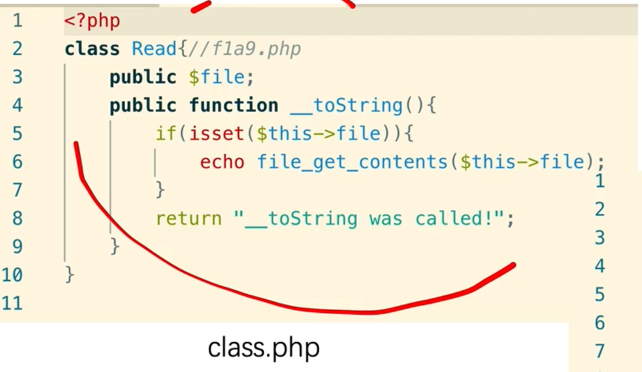 1 <?php
2 class Read{//f1a9.php
3 public $file;
4 public function __toString(){
5 if(isset($this->file)){
6 echo file_get_contents($this->file);
7 }
8 return "__toString was called!";
9 }
10 }
11
class.php
1
2
3
4
5
6
7